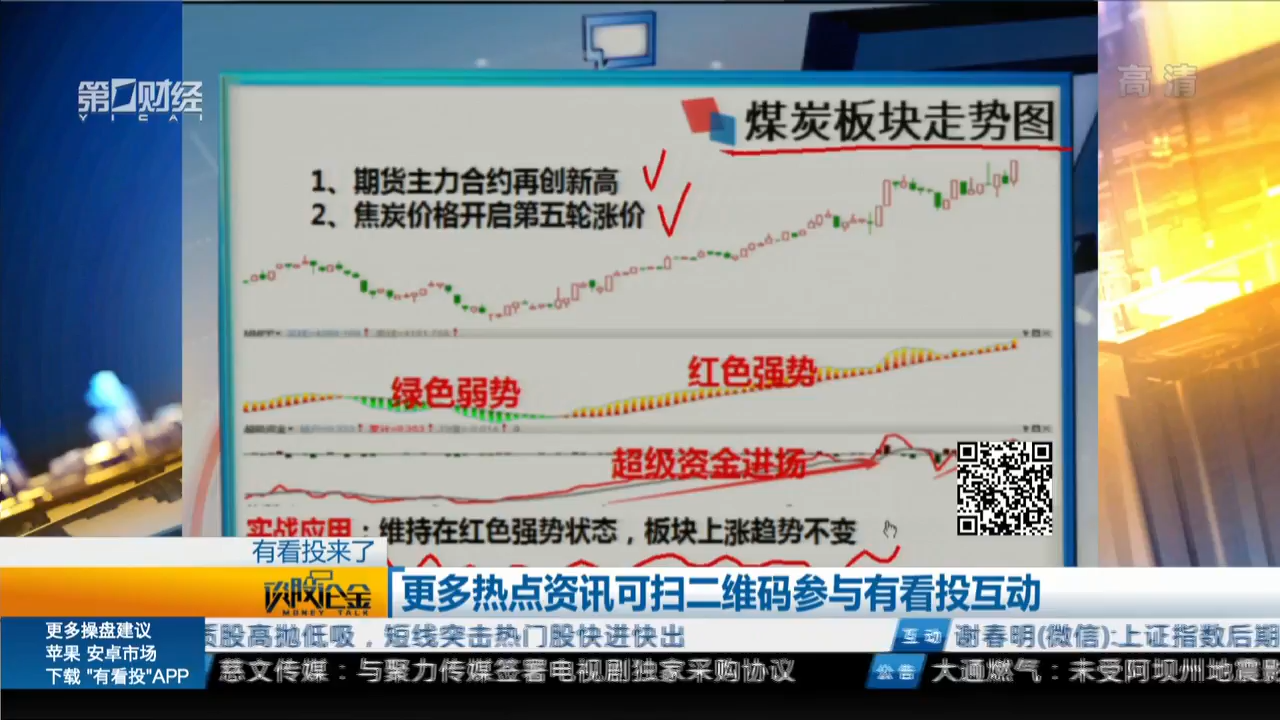 第一财经
YICAI
高清
煤炭板块走势图
1、期货主力合约再创新高
2、焦炭价格开启第五轮涨价
红色强势
绿色弱势
超级资金进场
实战应用：维持在红色强势状态，板块上涨趋势不变
有看投来了
谈股论金
MONEY TALK
更多热点资讯可扫二维码参与有看投互动
更多操盘建议
苹果 安卓市场
下载 "有看投"APP
质股高抛低吸，短线突击热门股快进快出
互动 谢春明(微信):上证指数后期
慈文传媒：与聚力传媒签署电视剧独家采购协议
公告 大通燃气：未受阿坝州地震影